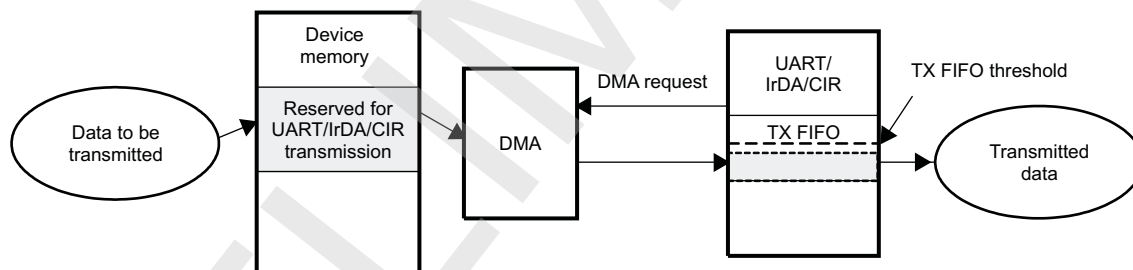 Device
memory
Reserved for
UART/IrDA/CIR
transmission
Data to be
transmitted
DMA
DMA request
UART/
IrDA/CIR
TX FIFO
TX FIFO threshold
Transmitted
data